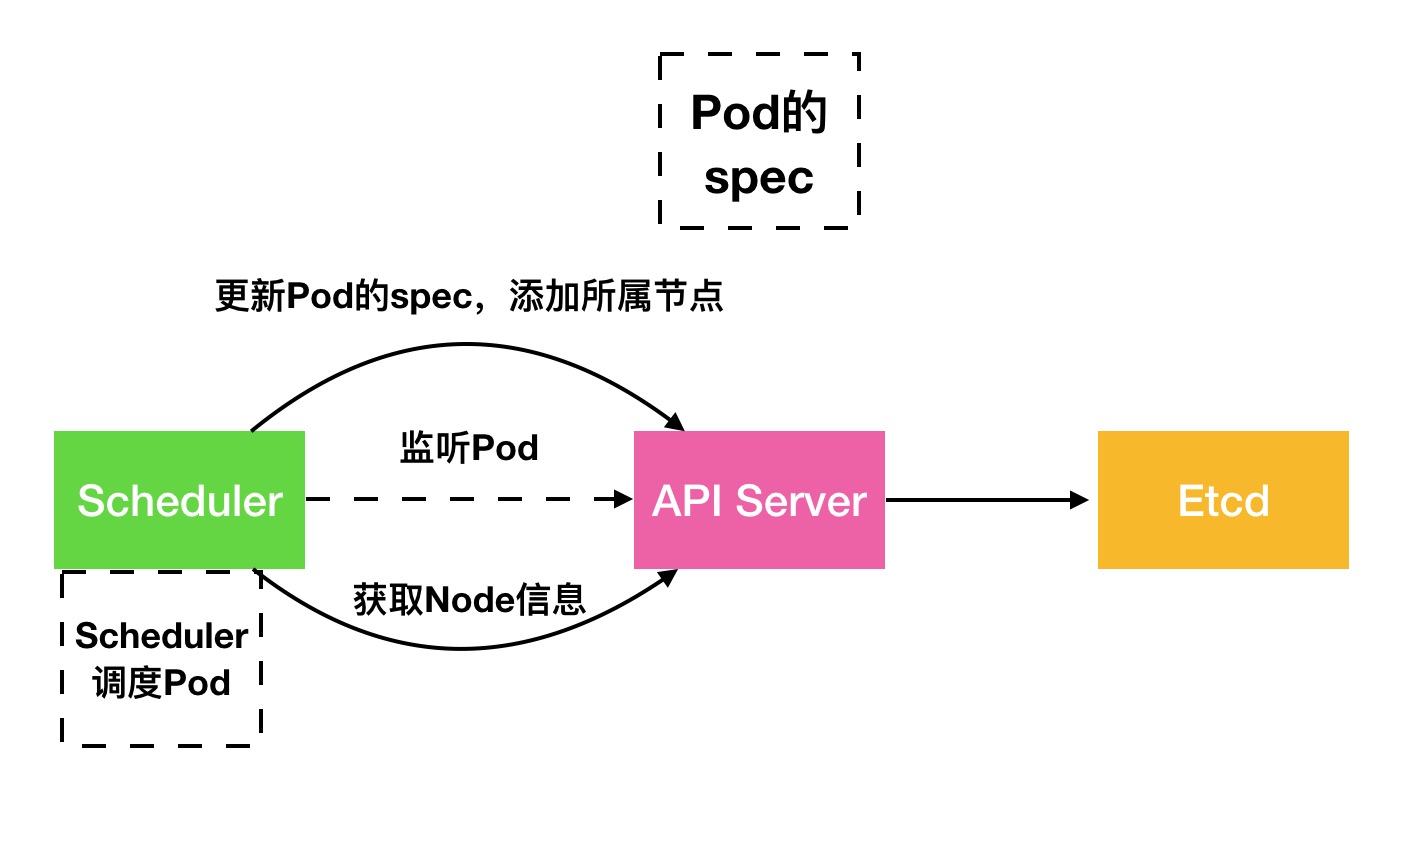 Pod的
spec
更新Pod的spec，添加所属节点
监听Pod
Scheduler
API Server
Etcd
获取Node信息
Scheduler
调度Pod